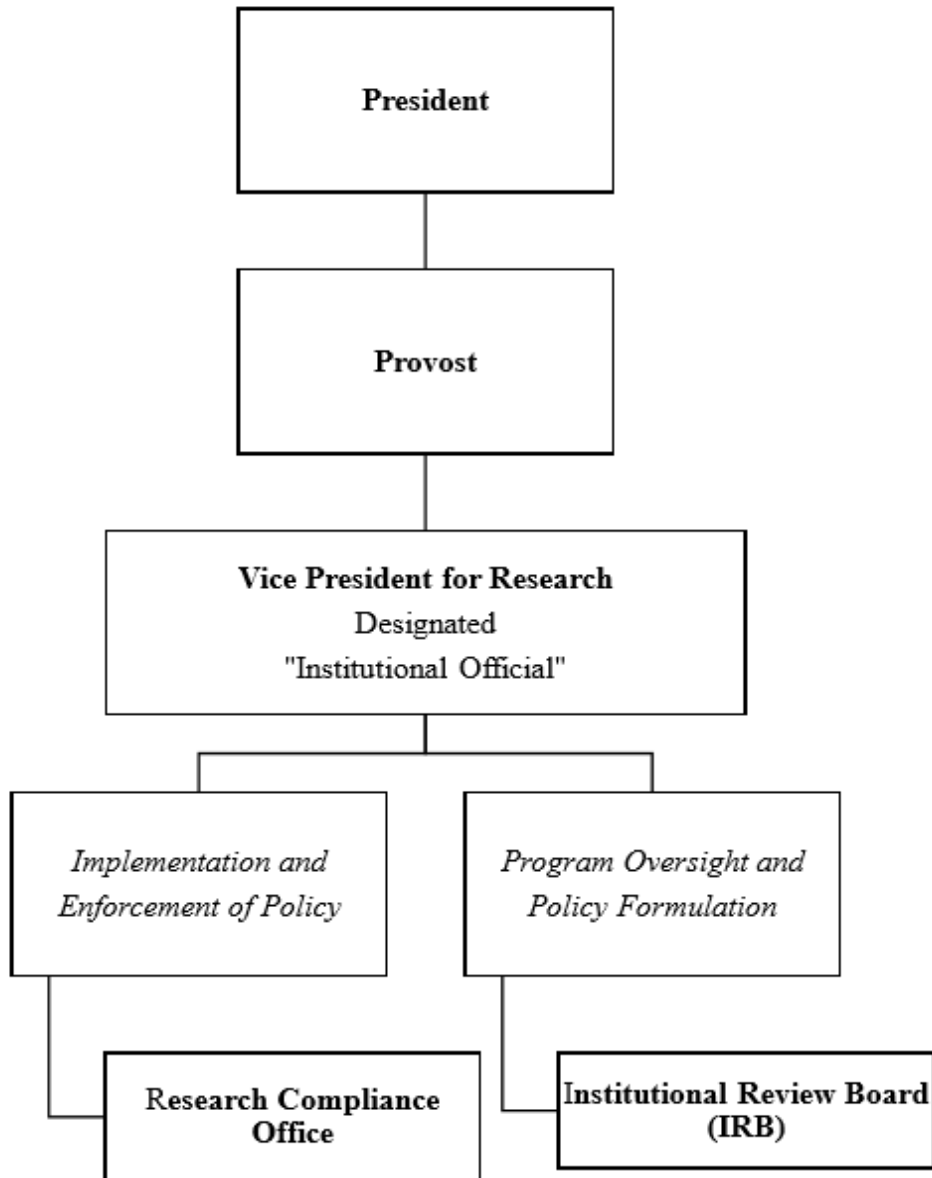 President
Provost
Vice President for Research
Designated
"Institutional Official"
Implementation and
Enforcement of Policy
Program Oversight and
Policy Formulation
Research Compliance
Office
Institutional Review Board
(IRB)